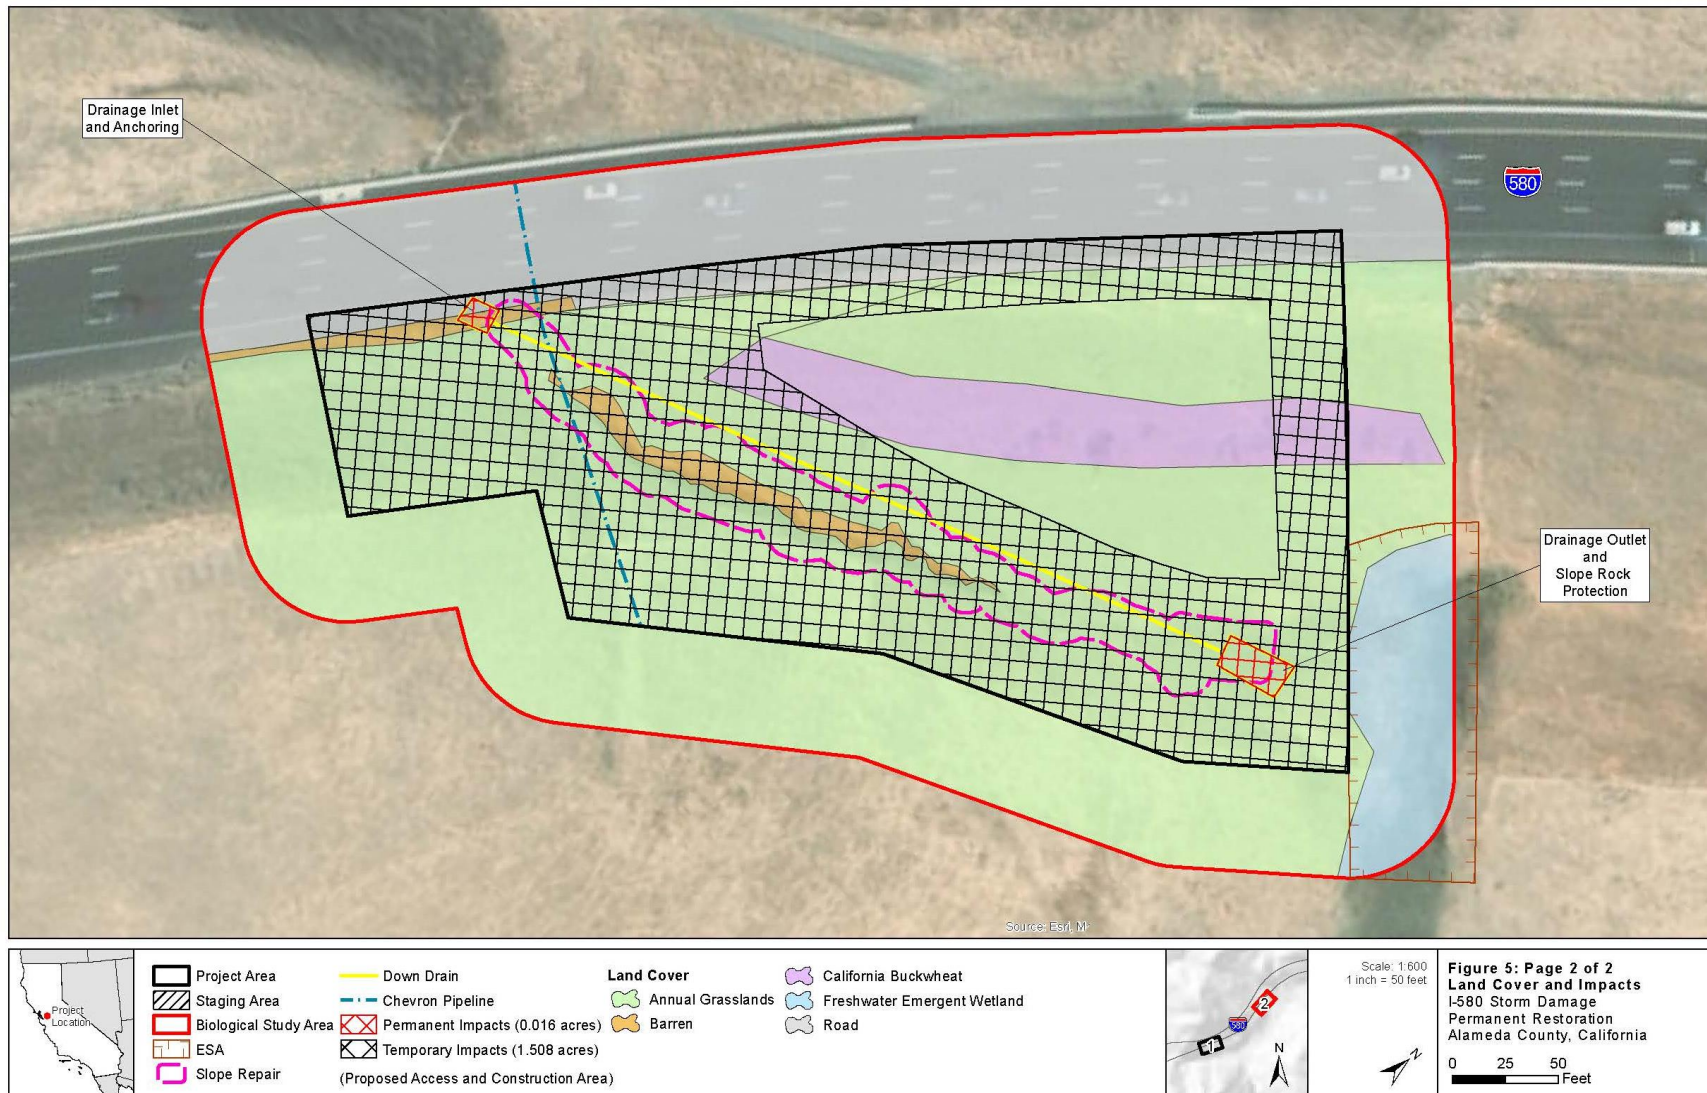 Drainage Inlet
and Anchoring
580
Drainage Outlet
and
Slope Rock
Protection
Source: Esri, M
Project
Location
Project Area
Staging Area
Biological Study Area
ESA
Slope Repair
Down Drain
Chevron Pipeline
Permanent Impacts (0.016 acres)
Temporary Impacts (1.508 acres)
(Proposed Access and Construction Area)
Land Cover
Annual Grasslands
Barren
California Buckwheat
Freshwater Emergent Wetland
Road
2
580
1
N
Scale: 1:600
1 inch = 50 feet
N
Figure 5: Page 2 of 2
Land Cover and Impacts
I-580 Storm Damage
Permanent Restoration
Alameda County, California
0 25 50
Feet